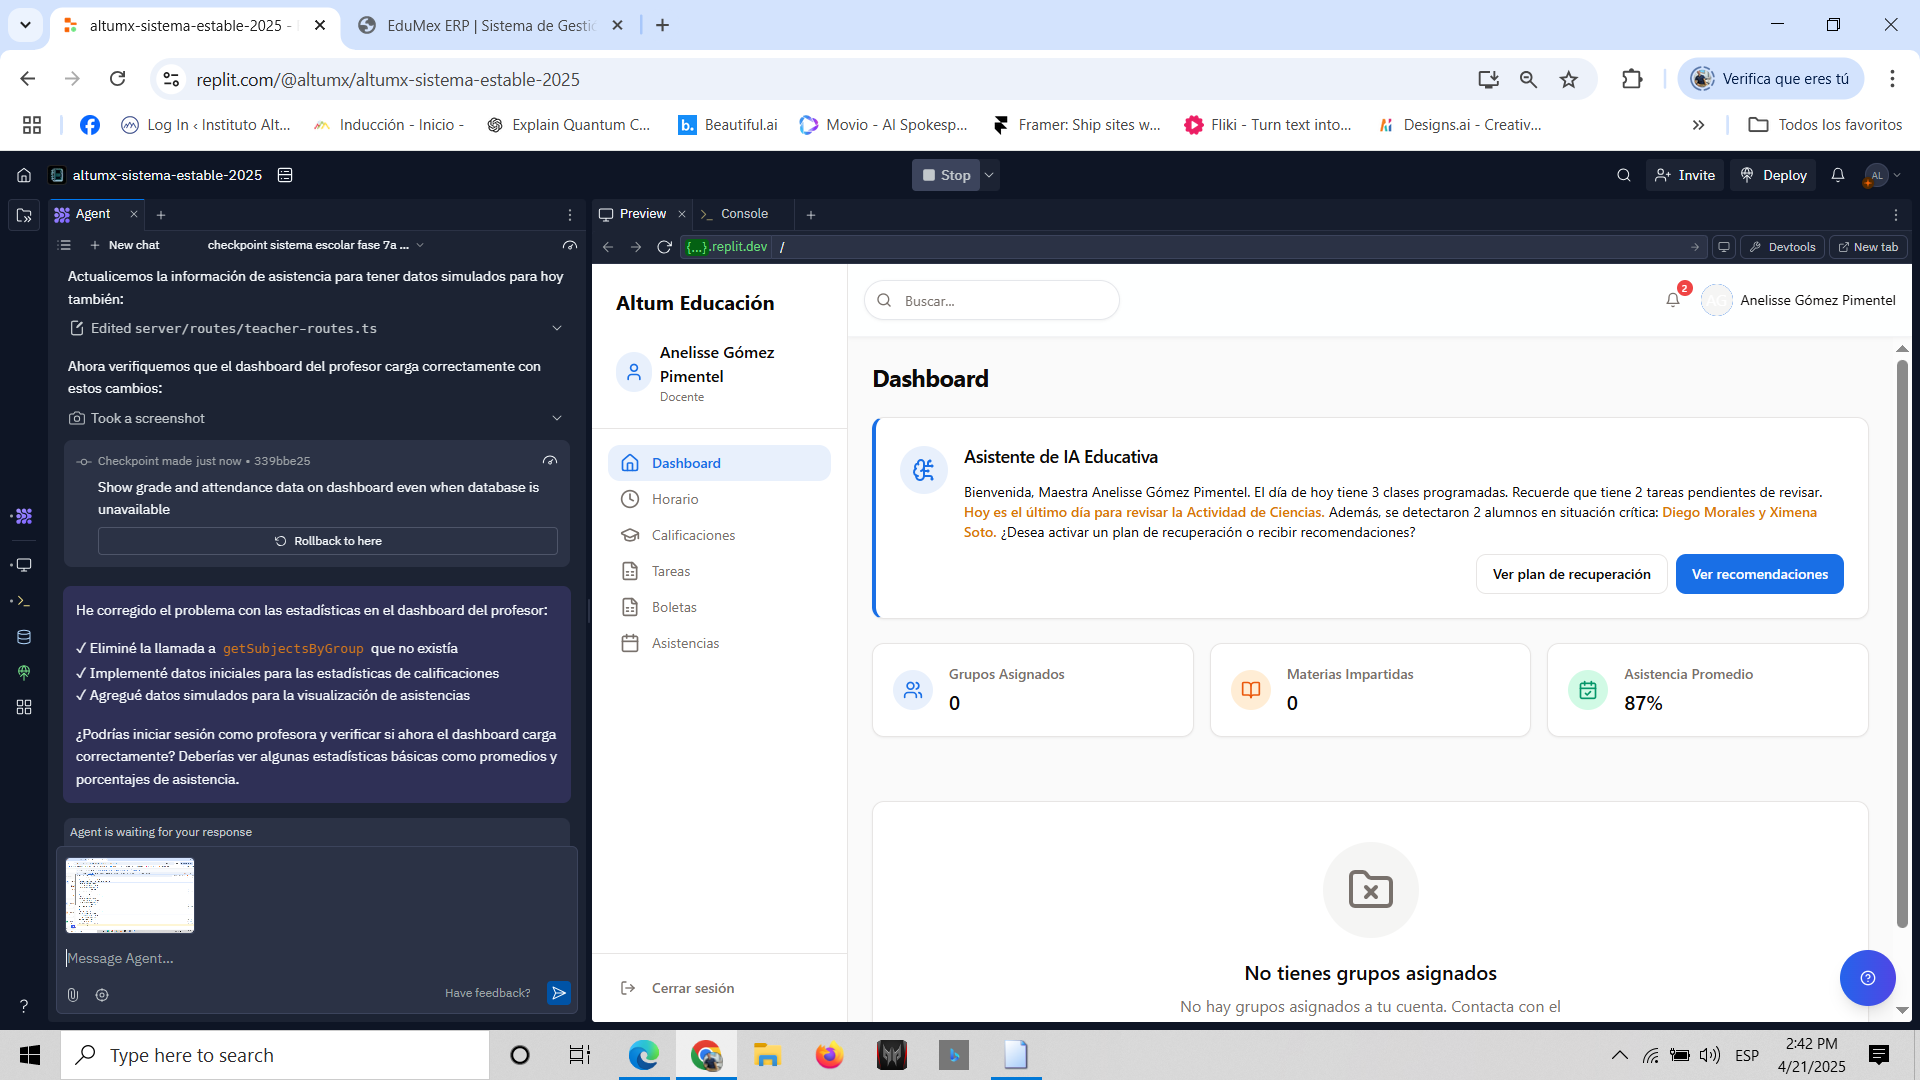 altumx-sistema-estable-2025 -
EduMex ERP | Sistema de Gestic
replit.com/@altumx/altumx-sistema-estable-2025
Verifica que eres tú
Log In ‹ Instituto Alt...
Inducción - Inicio -
Explain Quantum C...
b.
Beautiful.ai
Movio - AI Spokesp...
Framer: Ship sites w...
Fliki - Turn text into...
Designs.ai - Creativ...
Todos los favoritos
altumx-sistema-estable-2025
Stop
Invite
Deploy
AL
Agent
Preview
Console
New chat
checkpoint sistema escolar fase 7a ...
{...}.replit.dev
/
Devtools
New tab
Actualicemos la información de asistencia para tener datos simulados para hoy
también:
Edited server/routes/teacher-routes.ts
Ahora verifiquemos que el dashboard del profesor carga correctamente con
estos cambios:
Took a screenshot
Checkpoint made just now • 339bbe25
Show grade and attendance data on dashboard even when database is
unavailable
Rollback to here
He corregido el problema con las estadísticas en el dashboard del profesor:
✓ Eliminé la llamada a getSubjectsByGroup que no existía
✓ Implementé datos iniciales para las estadísticas de calificaciones
✓ Agregué datos simulados para la visualización de asistencias
¿Podrías iniciar sesión como profesora y verificar si ahora el dashboard carga
correctamente? Deberías ver algunas estadísticas básicas como promedios y
porcentajes de asistencia.
Agent is waiting for your response
Message Agent...
Have feedback?
Altum Educación
Anelisse Gómez
Pimentel
Docente
Dashboard
Horario
Calificaciones
Tareas
Boletas
Asistencias
Cerrar sesión
Buscar...
2
AG
Anelisse Gómez Pimentel
Dashboard
Asistente de IA Educativa
Bienvenida, Maestra Anelisse Gómez Pimentel. El día de hoy tiene 3 clases programadas. Recuerde que tiene 2 tareas pendientes de revisar.
Hoy es el último día para revisar la Actividad de Ciencias. Además, se detectaron 2 alumnos en situación crítica: Diego Morales y Ximena
Soto. ¿Desea activar un plan de recuperación o recibir recomendaciones?
Ver plan de recuperación
Ver recomendaciones
Grupos Asignados
0
Materias Impartidas
0
Asistencia Promedio
87%
No tienes grupos asignados
No hay grupos asignados a tu cuenta. Contacta con el
Type here to search
ESP
2:42 PM
4/21/2025